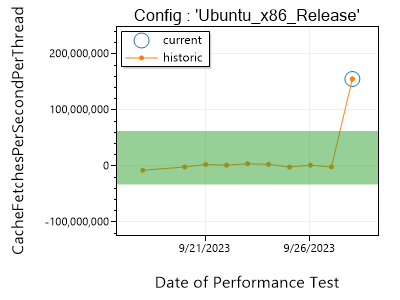 Config : 'Ubuntu_x86_Release'
current
historic
CacheFetchesPerSecondPerThread
200,000,000
100,000,000
0
-100,000,000
9/21/2023
9/26/2023
Date of Performance Test